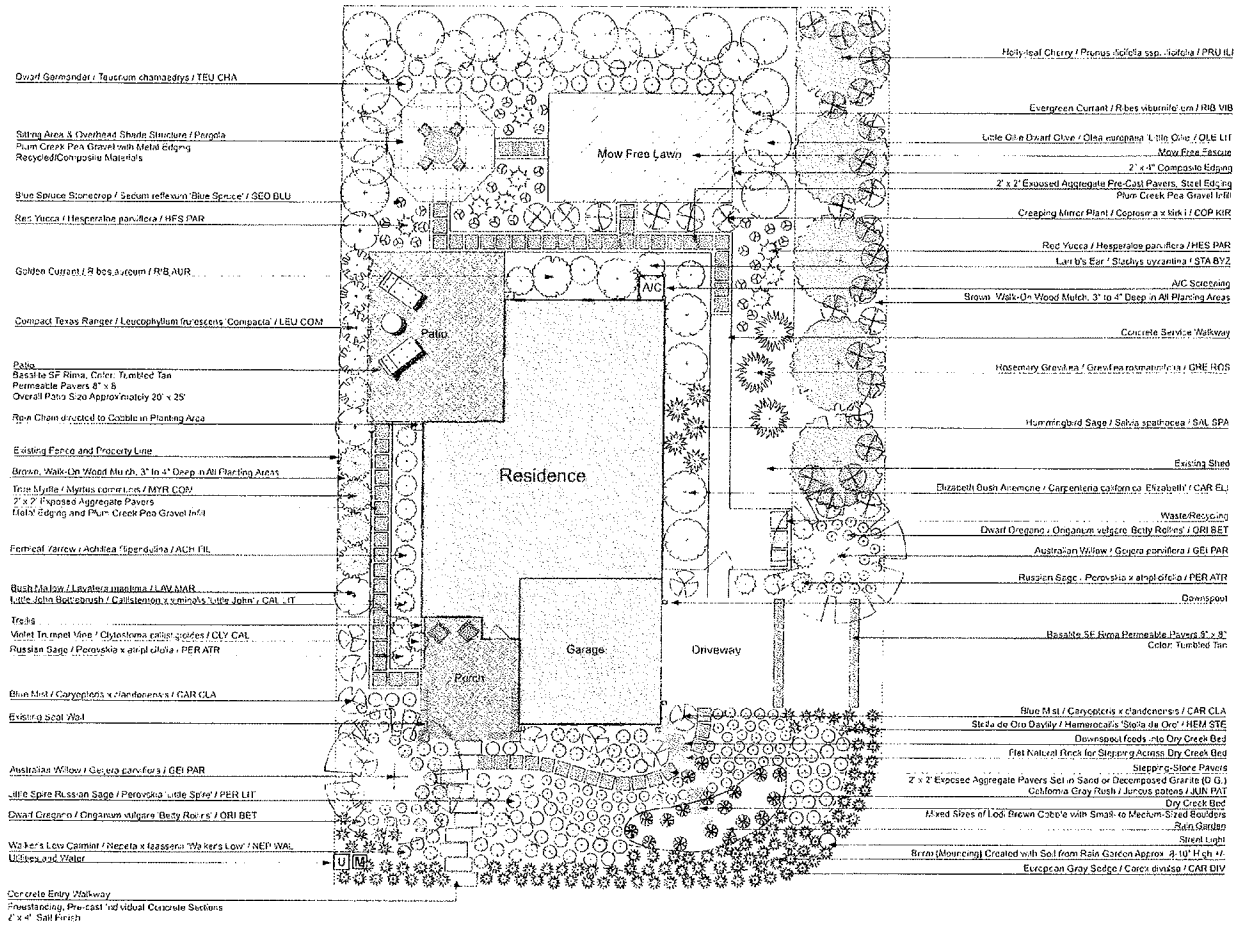 Dwarf Germander / Teucrium chamaedrys / TEU CHA
Sitting Area & Overhead Shade Structure / Pergola
Plum Creek Pea Gravel with Metal Edging
Recycled/Composite Materials
Blue Spruce Stonecrop / Sedum reflexum 'Blue Spruce' / SEO BLU
Red Yucca / Hesperaloe parviflora / HES PAR
Golden Currant / Ribes aureum / RIB AUR
Compact Texas Ranger / Leucophyllum frutescens 'Compacta' / LEU COM
Patio
Basalite SF Rima, Color: Tumbled Tan
Permeable Pavers 8" x 8
Overall Patio Size Approximately 20' x 25'
Rain Chain directed to Cobble in Planting Area
Existing Fence and Property Line
Brown, Walk-On Wood Mulch, 3" to 4" Deep in All Planting Areas
True Myrtle / Myrtus communis / MYR COM
2' x 2' Exposed Aggregate Pavers
Metal Edging and Plum Creek Pea Gravel Infill
Fernleaf Yarrow / Achillea filipendulina / ACH FIL
Bush Mallow / Lavatera maritima / LAV MAR
Little John Bottlebrush / Callistemon x viminalis 'Little John' / CAL LIT
Trellis
Violet Trumpet Vine / Clytostoma callistegioides / CLY CAL
Russian Sage / Perovskia x atriplicifolia / PER ATR
Blue Mist / Caryopteris x clandonensis / CAR CLA
Existing Seat Wall
Australian Willow / Geijera parviflora / GEI PAR
Little Spire Russian Sage / Perovskia 'Little Spire' / PER LIT
Dwarf Oregano / Origanum vulgare 'Betty Rollins' / ORI BET
Walker's Low Catmint / Nepeta x faassenii 'Walker's Low' / NEP WAL
Utilities and Water
Concrete Entry Walkway
Freestanding, Pre-cast Individual Concrete Sections
2' x 4' Salt Finish
Mow Free Lawn
A/C
Patio
Residence
Garage
Driveway
Porch
U M
Holly-leaf Cherry / Prunus ilicifolia ssp. ilicifolia / PRU ILI
Evergreen Currant / Ribes viburnifolium / RIB VIB
Little Ollie Dwarf Olive / Olea europaea 'Little Ollie' / OLE LIT
Mow Free Fescue
2" x 4" Composite Edging
2' x 2' Exposed Aggregate Pre-Cast Pavers, Steel Edging
Plum Creek Pea Gravel Infill
Creeping Mirror Plant / Coprosma x kirkii / COP KIR
Red Yucca / Hesperaloe parviflora / HES PAR
Lamb's Ear / Stachys byzantina / STA BYZ
A/C Screening
Brown, Walk-On Wood Mulch, 3" to 4" Deep in All Planting Areas
Concrete Service Walkway
Rosemary Grevillea / Grevillea rosmarinifolia / GRE ROS
Hummingbird Sage / Salvia spathacea / SAL SPA
Existing Shed
Elizabeth Bush Anemone / Carpenteria californica 'Elizabeth' / CAR ELI
Waste/Recycling
Dwarf Oregano / Origanum vulgare 'Betty Rollins' / ORI BET
Australian Willow / Geijera parviflora / GEI PAR
Russian Sage / Perovskia x atriplicifolia / PER ATR
Downspout
Basalite SF Rima Permeable Pavers 8" x 8"
Color: Tumbled Tan
Blue Mist / Caryopteris x clandonensis / CAR CLA
Stella de Oro Daylily / Hemerocallis 'Stella de Oro' / HEM STE
Downspout feeds into Dry Creek Bed
Flat Natural Rock for Stepping Across Dry Creek Bed
Stepping-Stone Pavers
2' x 2' Exposed Aggregate Pavers Set in Sand or Decomposed Granite (D.G.)
California Gray Rush / Juncus patens / JUN PAT
Dry Creek Bed
Mixed Sizes of Lodi Brown Cobble with Small- to Medium-Sized Boulders
Rain Garden
Street Light
Berm (Mounding) Created with Soil from Rain Garden Approx. 8-10" High +/-
European Gray Sedge / Carex divulsa / CAR DIV